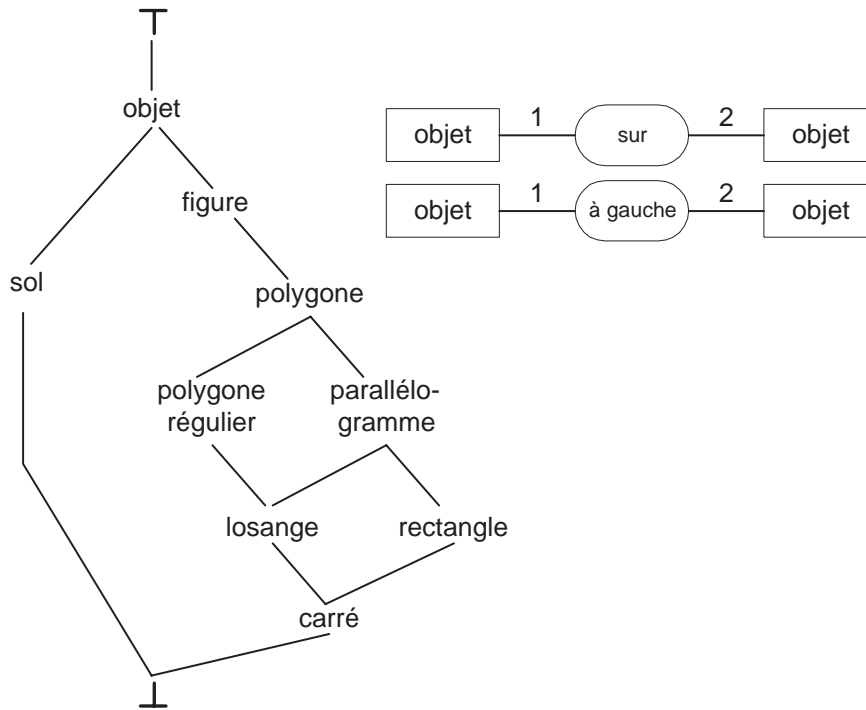 ⊤
objet
figure
sol
polygone
polygone
régulier
parallélo-
gramme
losange
rectangle
carré
⊥
objet 1 sur 2 objet
objet 1 à gauche 2 objet